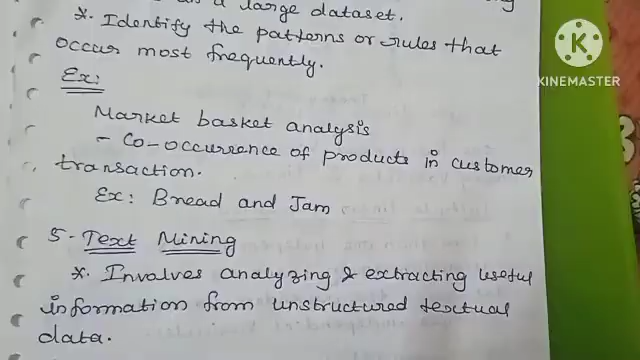 as a large dataset.
*. Identify the patterns or rules that
occur most frequently.
Ex:
Market basket analysis
- Co-occurrence of products in customer
transaction.
Ex: Bread and Jam
5. Text Mining
*. Involves analyzing & extracting useful
information from unstructured textual
data.
K
KINEMASTER